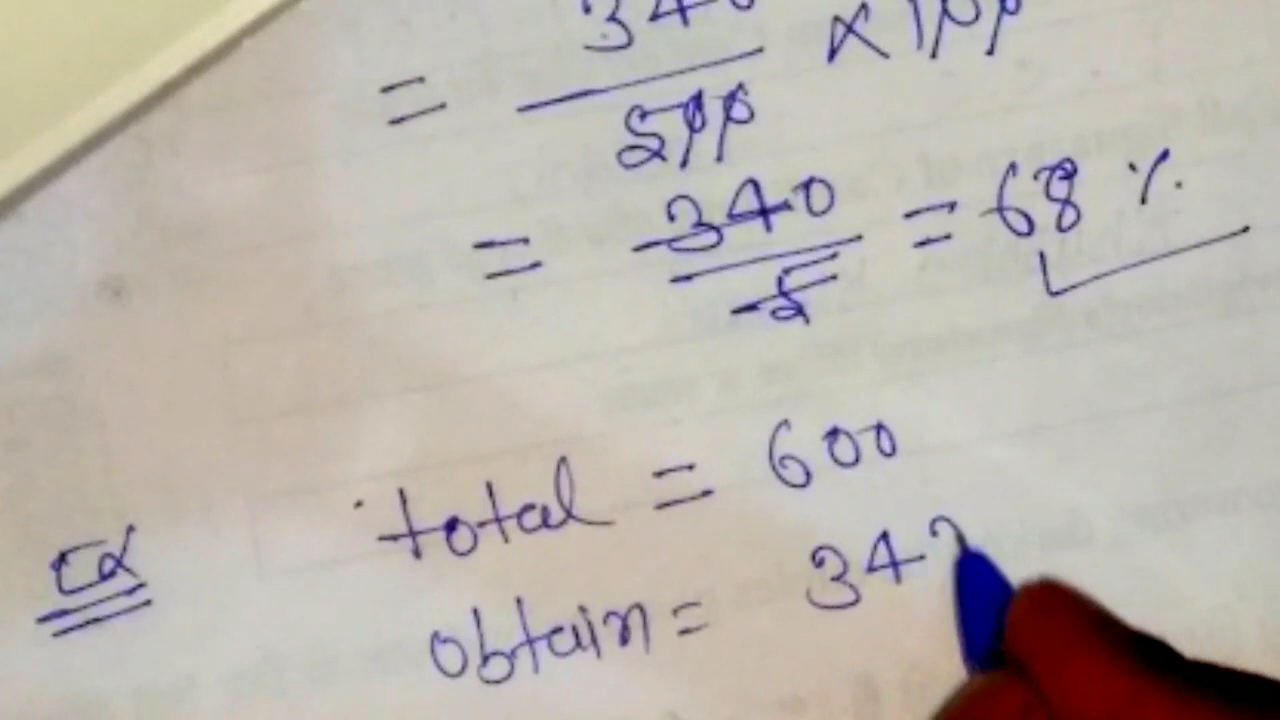 = 340/500 × 100
= 340/5 = 68 %
Ex total = 600
obtain = 34